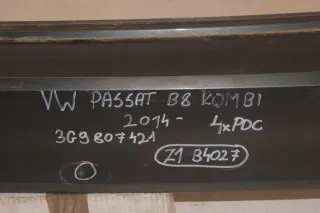 VW PASSAT B8 KOMBI
2014- 4xPDC
3G9807421
Z1 B4027